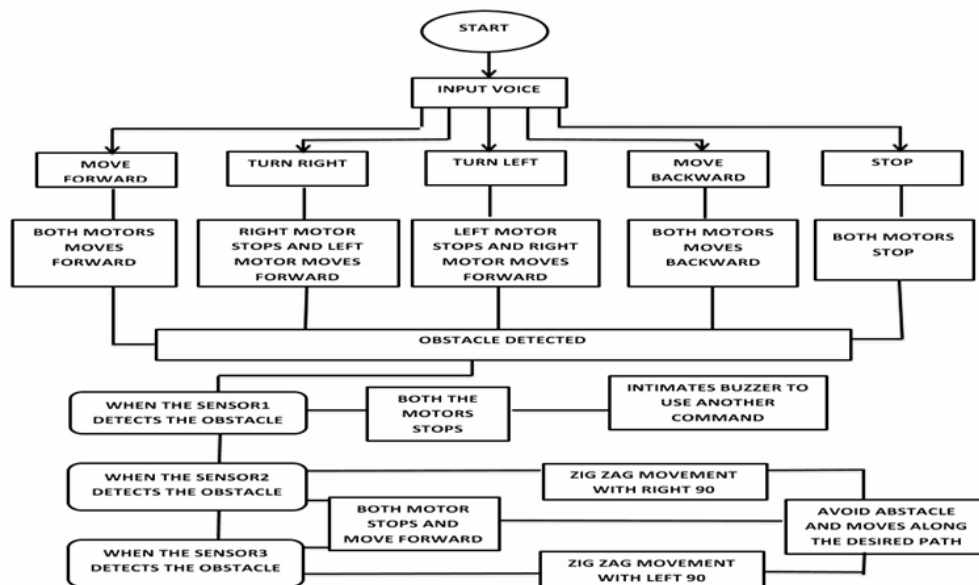 START
INPUT VOICE
MOVE
FORWARD
TURN RIGHT
TURN LEFT
MOVE
BACKWARD
STOP
BOTH MOTORS
MOVES
FORWARD
RIGHT MOTOR
STOPS AND LEFT
MOTOR MOVES
FORWARD
LEFT MOTOR
STOPS AND RIGHT
MOTOR MOVES
FORWARD
BOTH MOTORS
MOVES
BACKWARD
BOTH MOTORS
STOP
OBSTACLE DETECTED
WHEN THE SENSOR1
DETECTS THE OBSTACLE
BOTH THE
MOTORS
STOPS
INTIMATES BUZZER TO
USE ANOTHER
COMMAND
WHEN THE SENSOR2
DETECTS THE OBSTACLE
ZIG ZAG MOVEMENT
WITH RIGHT 90
BOTH MOTOR
STOPS AND
MOVE FORWARD
AVOID ABSTACLE
AND MOVES ALONG
THE DESIRED PATH
WHEN THE SENSOR3
DETECTS THE OBSTACLE
ZIG ZAG MOVEMENT
WITH LEFT 90